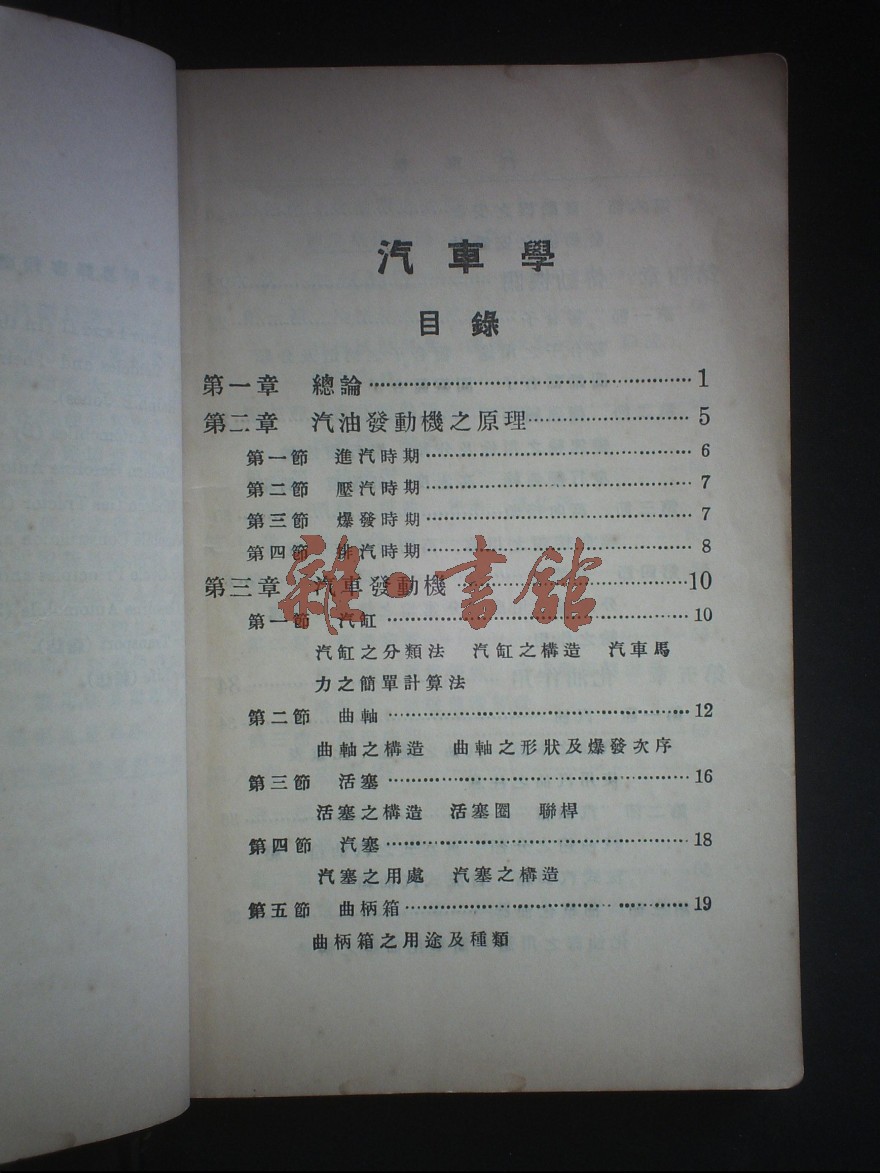 汽車學
目錄
第一章 總論⋯⋯⋯⋯⋯⋯⋯⋯1
第二章 汽油發動機之原理⋯⋯⋯⋯5
第一節 進汽時期⋯⋯⋯⋯⋯⋯6
第二節 壓汽時期⋯⋯⋯⋯⋯⋯7
第三節 爆發時期⋯⋯⋯⋯⋯⋯7
第四節 排汽時期⋯⋯⋯⋯⋯⋯8
第三章 汽車發動機⋯⋯⋯⋯⋯⋯10
雜·書館
第一節 汽缸⋯⋯⋯⋯⋯⋯⋯⋯10
汽缸之分類法 汽缸之構造 汽車馬
力之簡單計算法
第二節 曲軸⋯⋯⋯⋯⋯⋯⋯⋯12
曲軸之構造 曲軸之形狀及爆發次序
第三節 活塞⋯⋯⋯⋯⋯⋯⋯⋯16
活塞之構造 活塞圈 聯桿
第四節 汽塞⋯⋯⋯⋯⋯⋯⋯⋯18
汽塞之用處 汽塞之構造
第五節 曲柄箱⋯⋯⋯⋯⋯⋯⋯19
曲柄箱之用途及種類